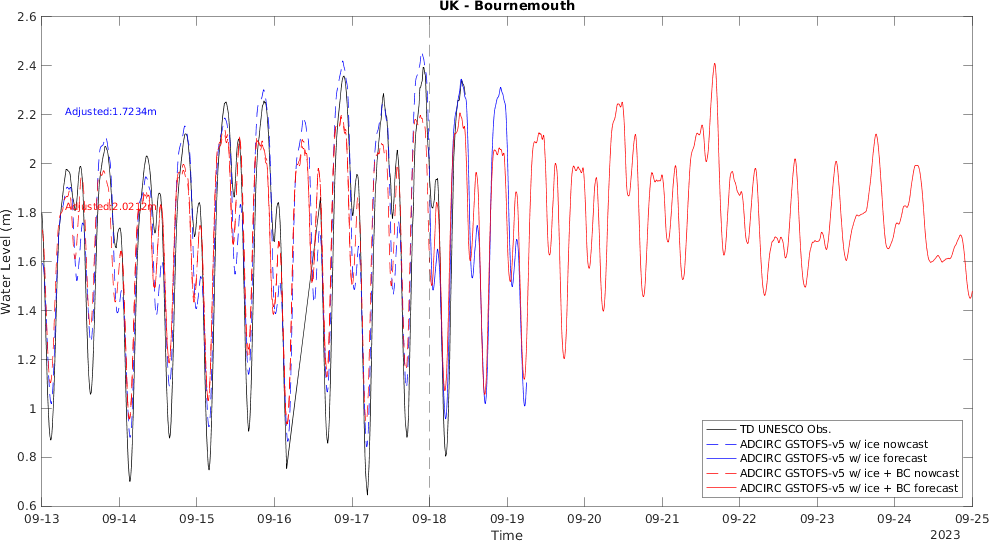 UK - Bournemouth
2.6
2.4
2.2
2
1.8
1.6
1.4
1.2
1
0.8
0.6
Water Level (m)
Adjusted:1.7234m
Adjusted:2.0212m
TD UNESCO Obs.
ADCIRC GSTOFS-v5 w/ ice nowcast
ADCIRC GSTOFS-v5 w/ ice forecast
ADCIRC GSTOFS-v5 w/ ice + BC nowcast
ADCIRC GSTOFS-v5 w/ ice + BC forecast
09-13 09-14 09-15 09-16 09-17 09-18 09-19 09-20 09-21 09-22 09-23 09-24 09-25
Time
2023